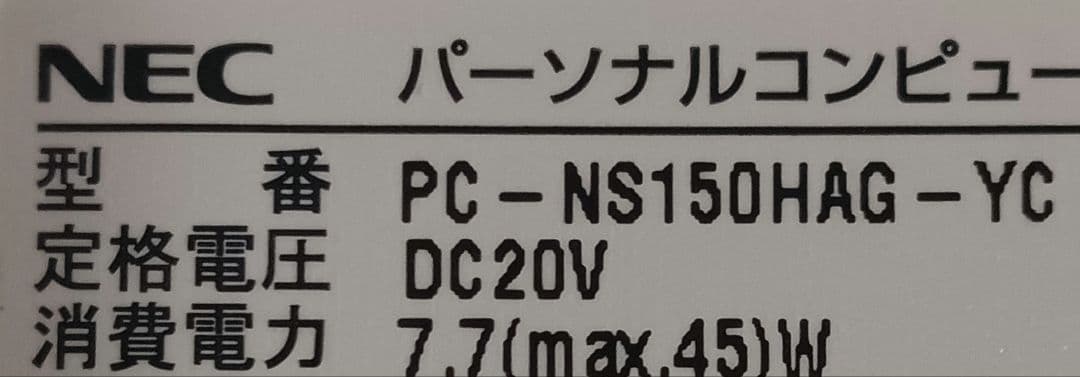 NEC パーソナルコンピュー
型番 PC-NS150HAG-YC
定格電圧 DC20V
消費電力 7.7(max.45)W